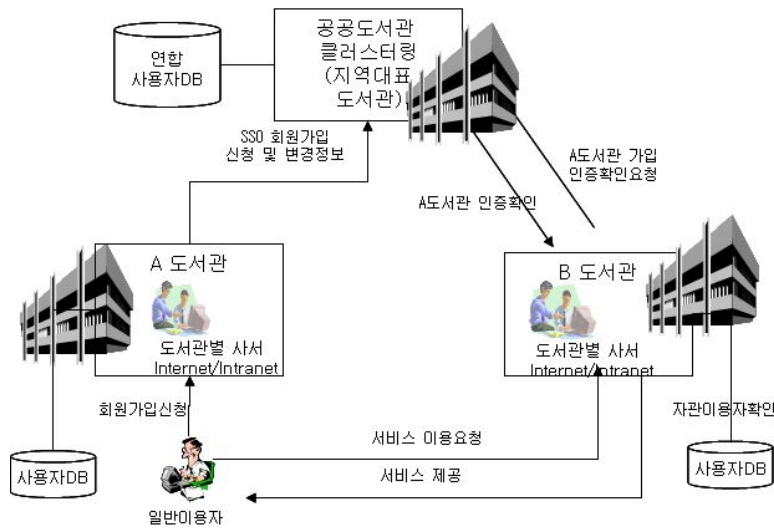 연합
사용자DB
공공도서관
클러스터링
(지역대표
도서관)
SSO 회원가입
신청 및 변경정보
A도서관 가입
인증확인요청
A도서관 인증확인
A 도서관
도서관별 사서
Internet/Intranet
B 도서관
도서관별 사서
Internet/Intranet
회원가입신청
자관이용자확인
서비스 이용요청
서비스 제공
사용자DB
사용자DB
일반이용자